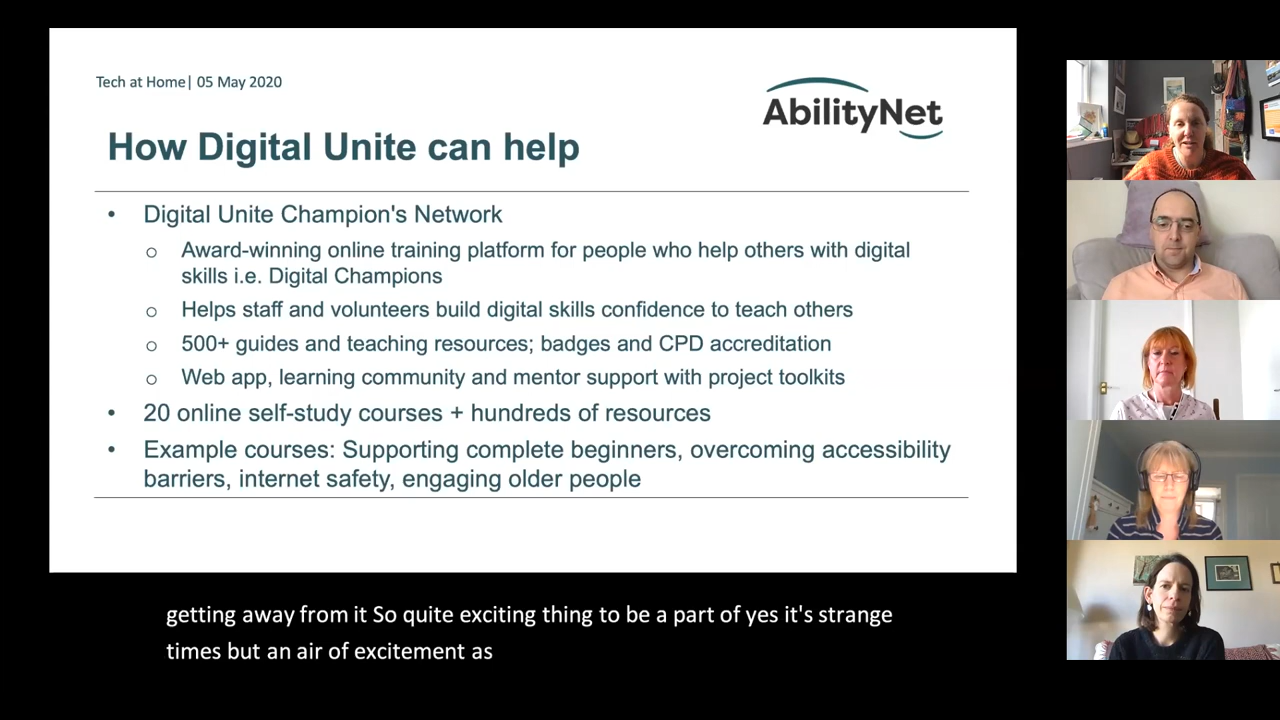 Tech at Home| 05 May 2020
AbilityNet
How Digital Unite can help
• Digital Unite Champion's Network
o Award-winning online training platform for people who help others with digital
skills i.e. Digital Champions
o Helps staff and volunteers build digital skills confidence to teach others
o 500+ guides and teaching resources; badges and CPD accreditation
o Web app, learning community and mentor support with project toolkits
• 20 online self-study courses + hundreds of resources
• Example courses: Supporting complete beginners, overcoming accessibility
barriers, internet safety, engaging older people
getting away from it So quite exciting thing to be a part of yes it's strange
times but an air of excitement as